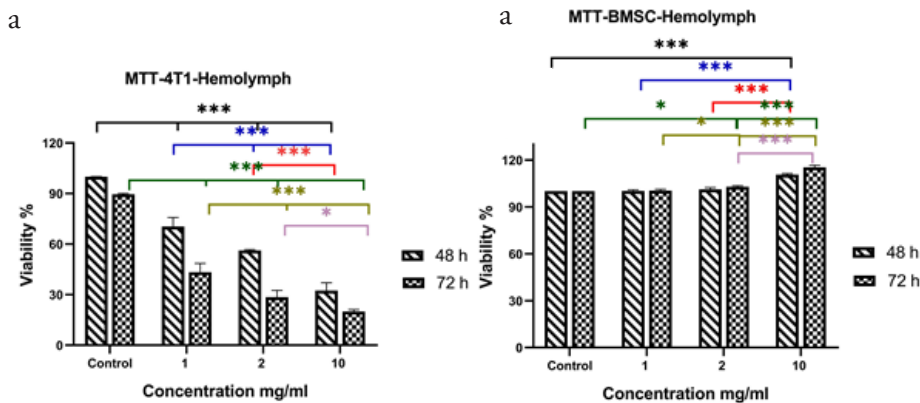 a
MTT-4T1-Hemolymph
***
***
***
***
***
*
120
90
60
30
0
Viability %
Control
1
2
10
Concentration mg/ml
48 h
72 h
a
MTT-BMSC-Hemolymph
***
***
***
*
***
*
***
***
120
90
60
30
0
Viability %
Control
1
2
10
Concentration mg/ml
48 h
72 h